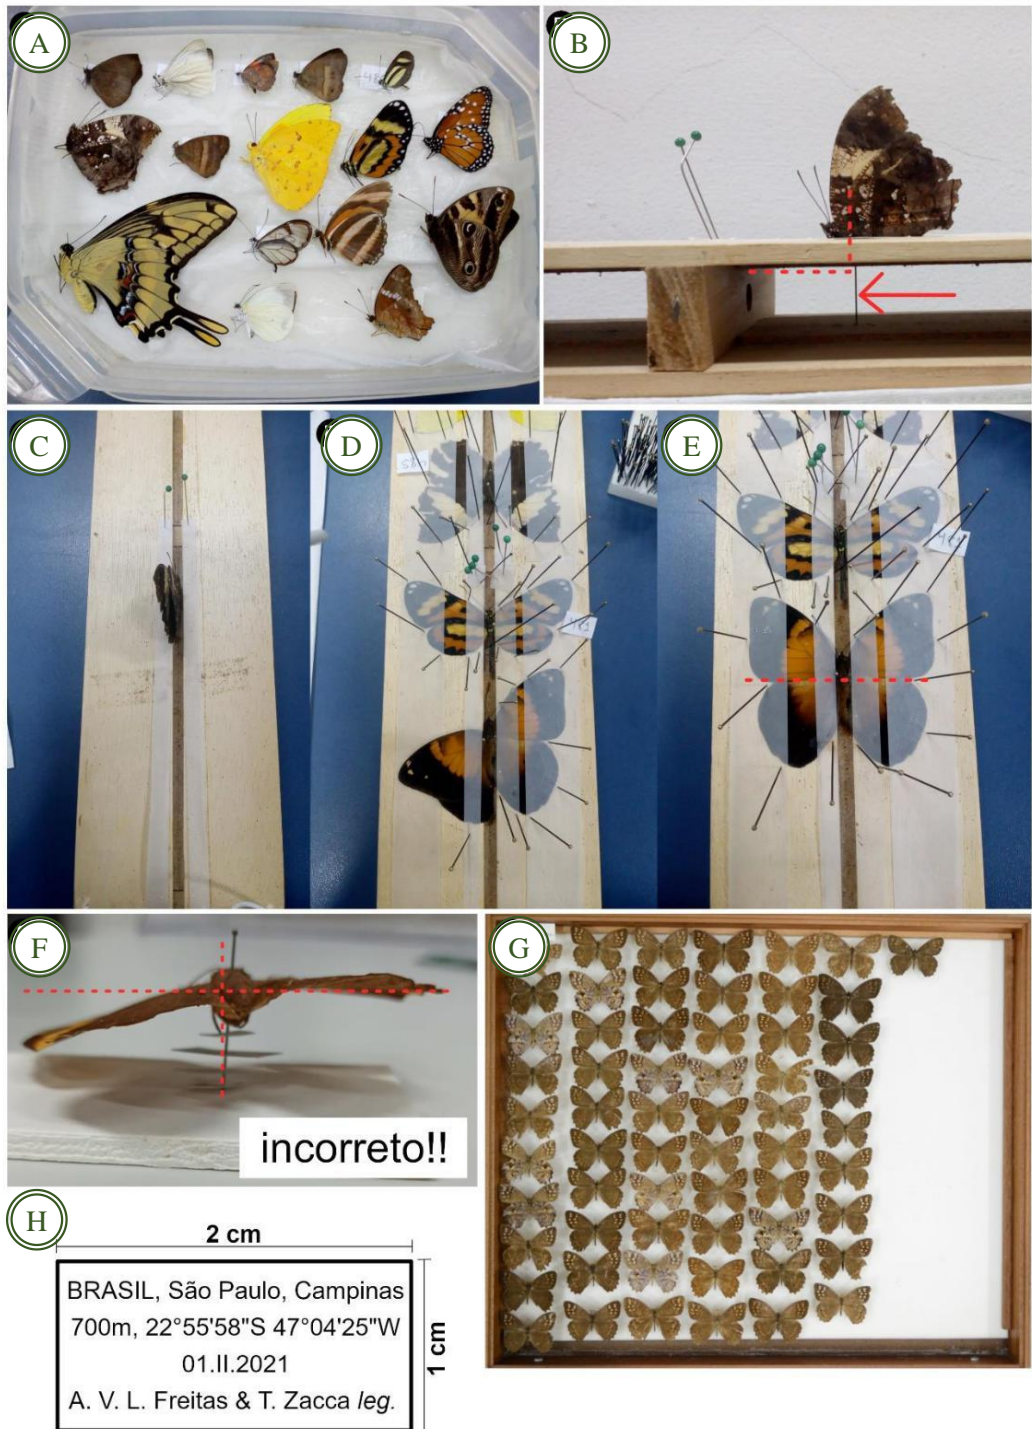 A
B
C
D
E
F
incorreto!!
G
H
2 cm
BRASIL, São Paulo, Campinas
700m, 22°55'58"S 47°04'25"W
01.II.2021
A. V. L. Freitas & T. Zacca leg.
1 cm